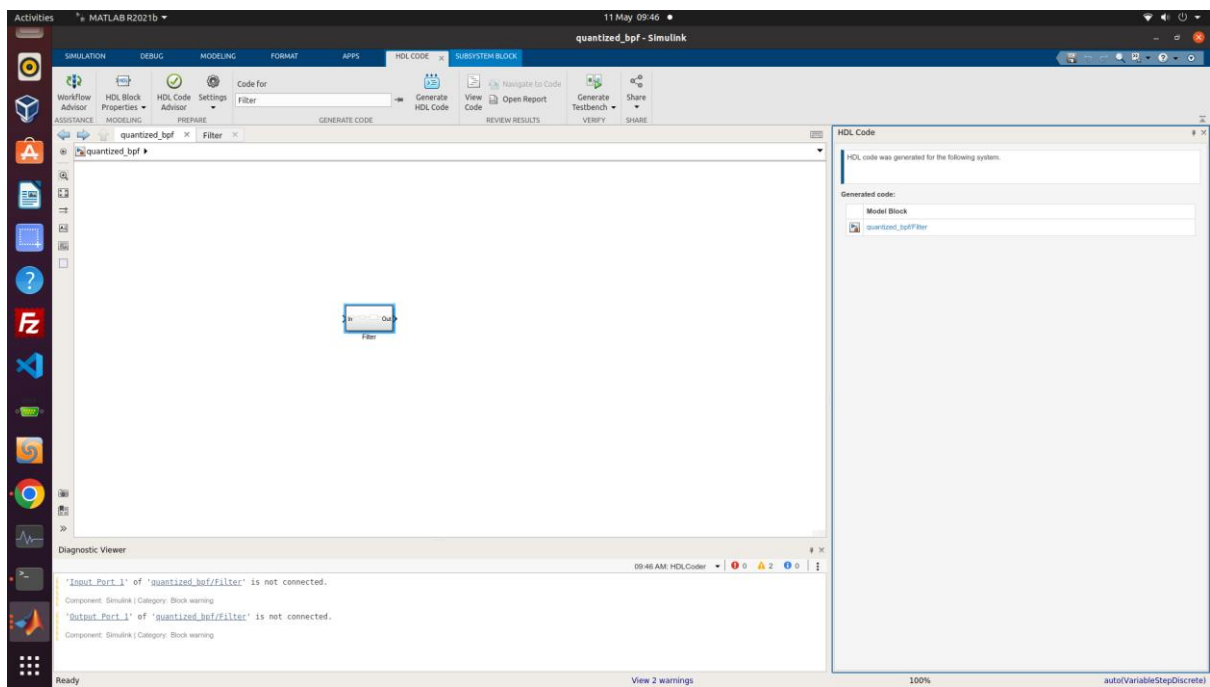 Activities
MATLAB R2021b
11 May 09:46
quantized_bpf - Simulink
SIMULATION DEBUG MODELING FORMAT APPS HDL CODE SUBSYSTEM BLOCK
Workflow Advisor
HDL Block Properties
HDL Code Advisor
Settings
Code for
Filter
Generate HDL Code
View Code
Navigate to Code
Open Report
Generate Testbench
Share
ASSISTANCE MODELING PREPARE GENERATE CODE REVIEW RESULTS VERIFY SHARE
quantized_bpf Filter
quantized_bpf
HDL Code
HDL code was generated for the following system.
Generated code:
Model Block
quantized_bpf/Filter
In Out
Filter
Diagnostic Viewer
09:46 AM: HDLCoder 0 2 0
'Input Port 1' of 'quantized_bpf/Filter' is not connected.
Component: Simulink | Category: Block warning
'Output Port 1' of 'quantized_bpf/Filter' is not connected.
Component: Simulink | Category: Block warning
Ready View 2 warnings 100% auto(VariableStepDiscrete)